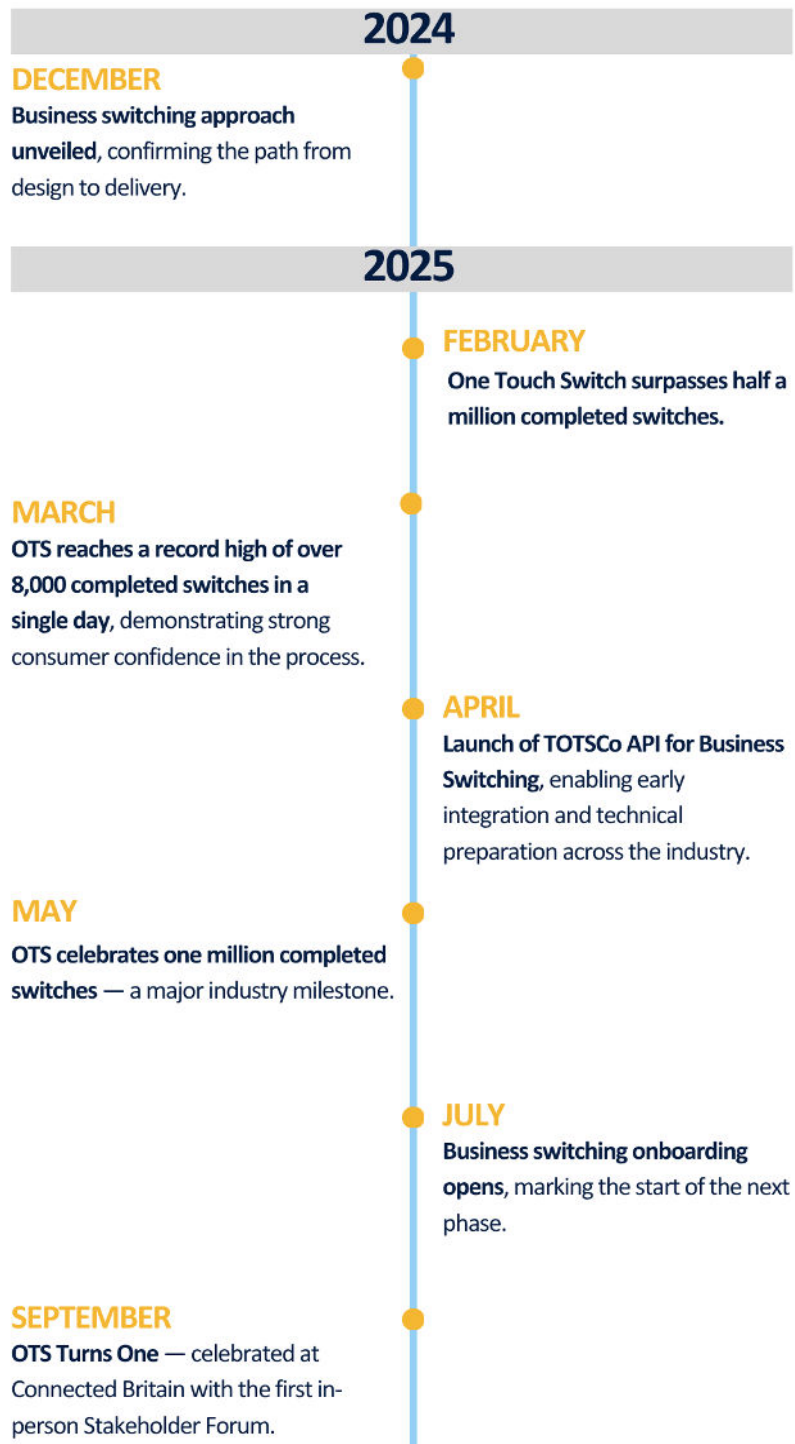 2024
DECEMBER
Business switching approach
unveiled, confirming the path from
design to delivery.
2025
FEBRUARY
One Touch Switch surpasses half a
million completed switches.
MARCH
OTS reaches a record high of over
8,000 completed switches in a
single day, demonstrating strong
consumer confidence in the process.
APRIL
Launch of TOTSCo API for Business
Switching, enabling early
integration and technical
preparation across the industry.
MAY
OTS celebrates one million completed
switches — a major industry milestone.
JULY
Business switching onboarding
opens, marking the start of the next
phase.
SEPTEMBER
OTS Turns One — celebrated at
Connected Britain with the first in-
person Stakeholder Forum.